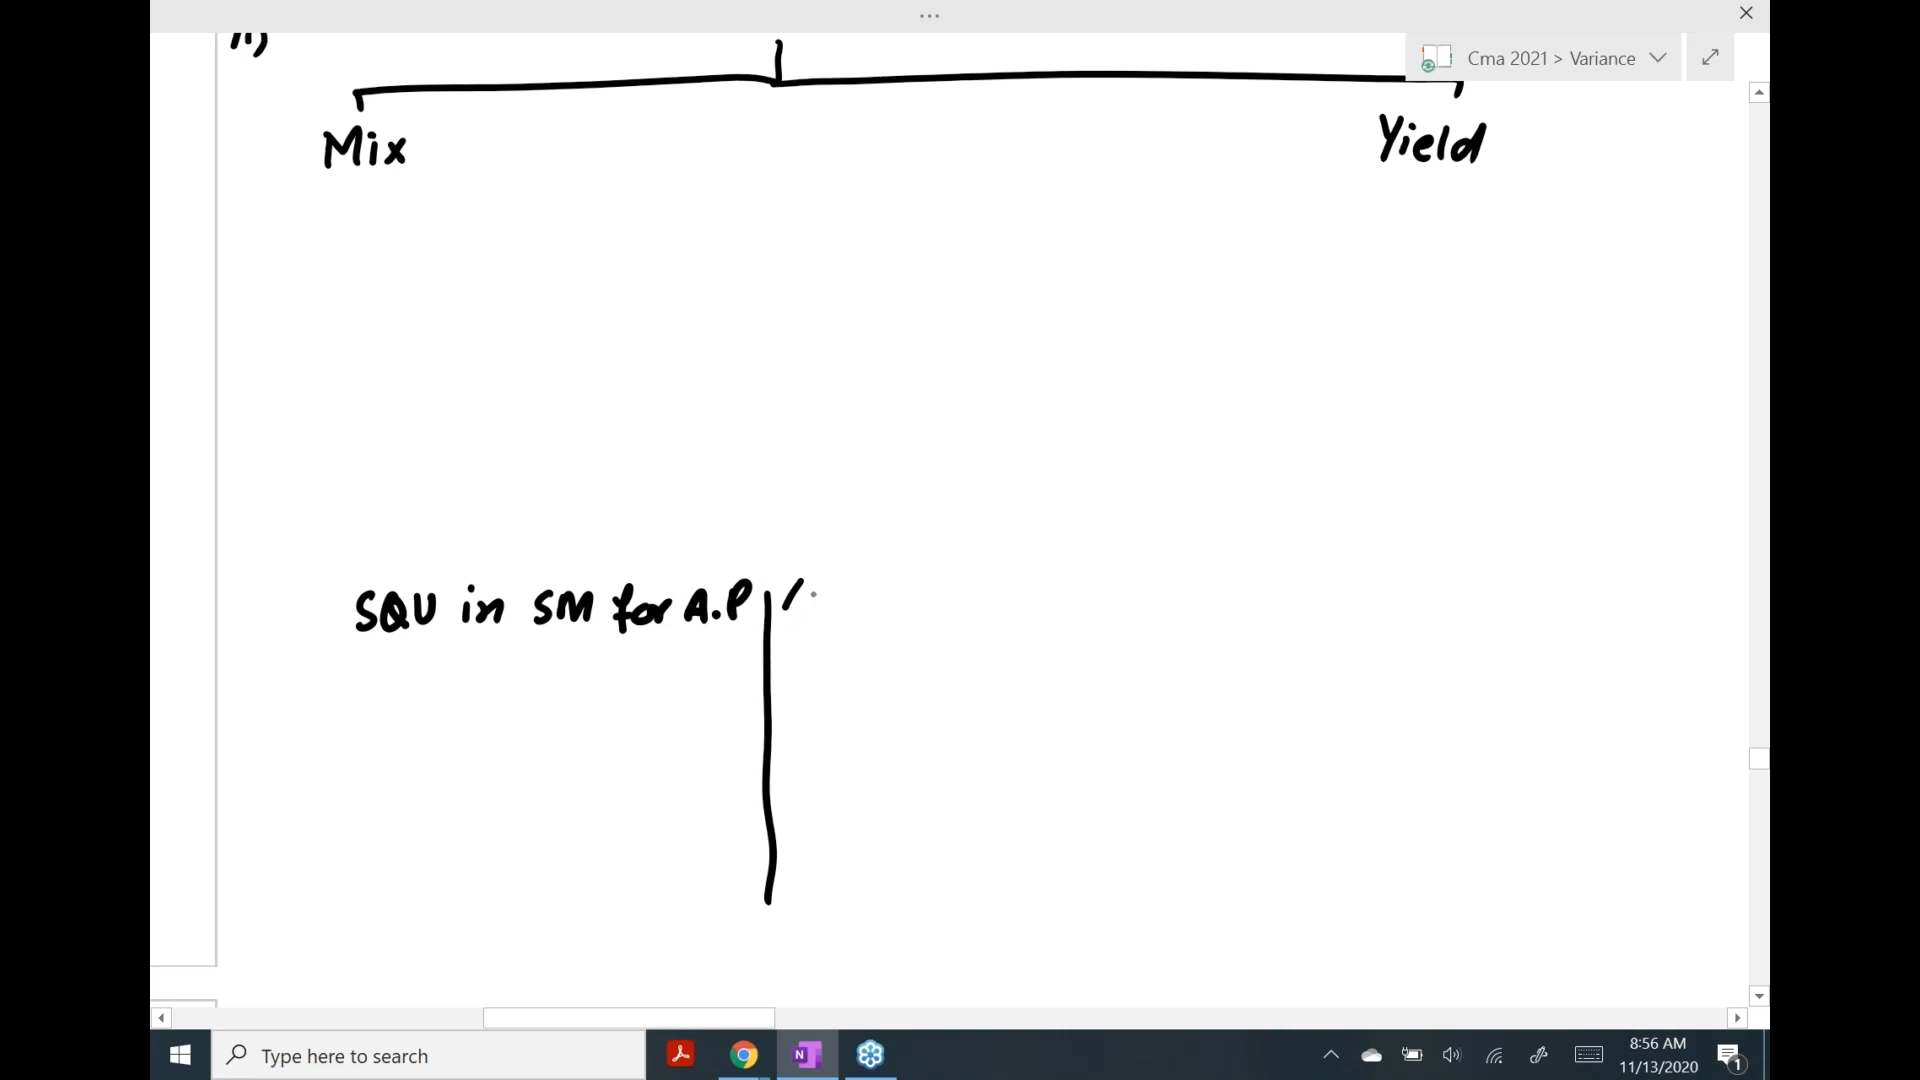 Cma 2021 > Variance
Mix
Yield
SQU in SM for A.P
Type here to search
N
8:56 AM
11/13/2020
1